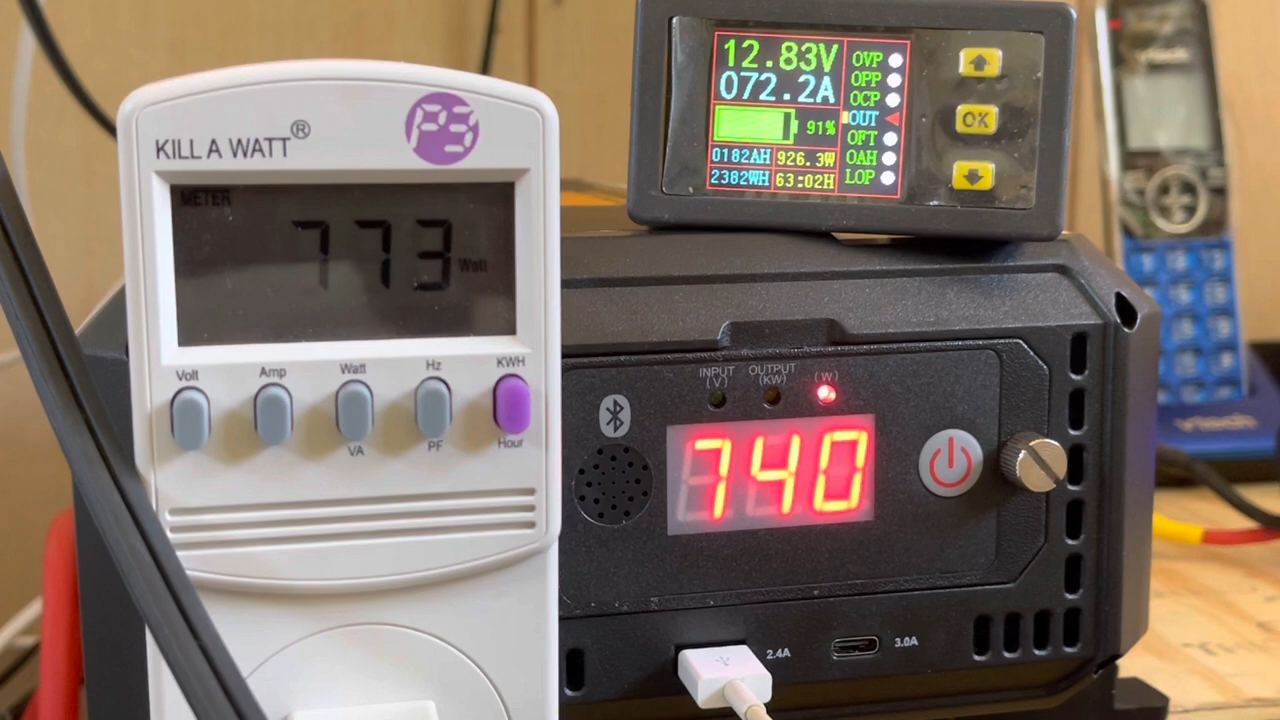 KILL A WATT®
P3
METER
773 Watt
Volt
Amp
Watt
Hz
KWH
VA
PF
Hour
12.83V
072.2A
91%
0182AH 926.3W
2382WH 63:02H
OVP
OPP
OCP
OUT
OFT
OAH
LOP
OK
INPUT (V)
OUTPUT (KW)
(W)
740
2.4A
3.0A
vtech
vtech